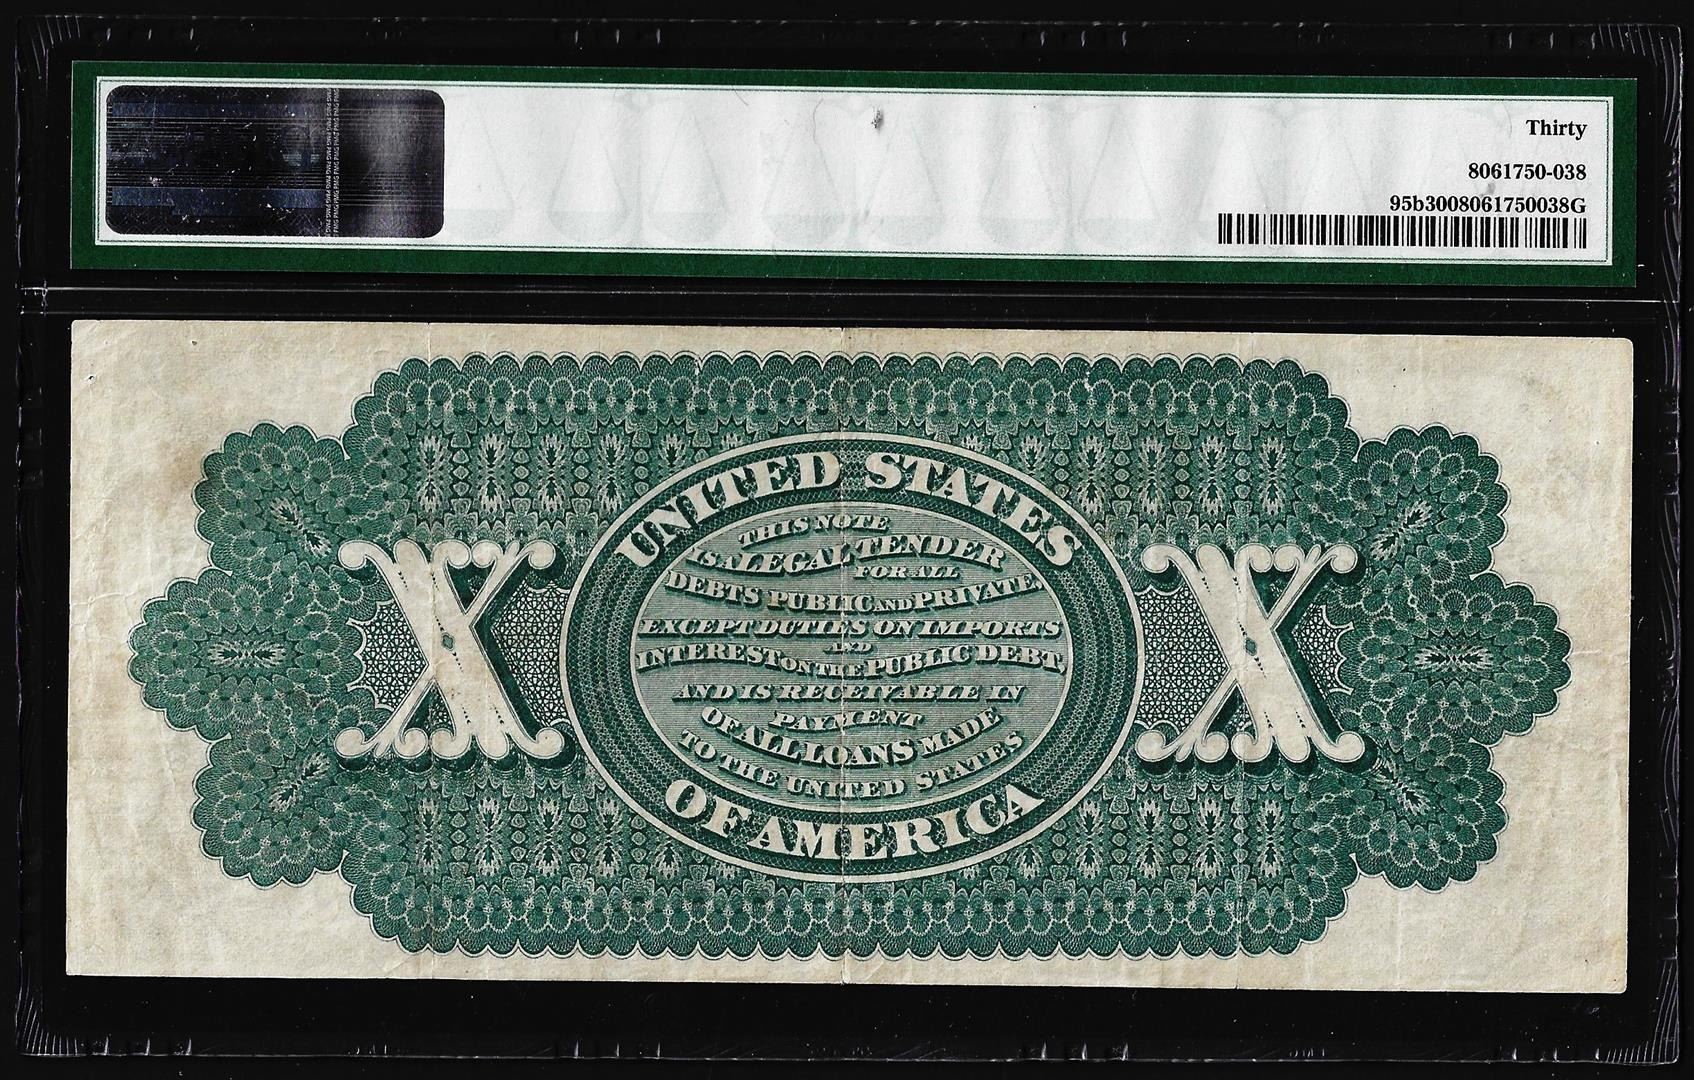 Thirty
8061750-038
95b3008061750038G
UNITED STATES
THIS NOTE
IS A LEGAL TENDER
FOR ALL
DEBTS PUBLIC AND PRIVATE
EXCEPT DUTIES ON IMPORTS
AND
INTEREST ON THE PUBLIC DEBT,
AND IS RECEIVABLE IN
PAYMENT
OF ALL LOANS MADE
TO THE UNITED STATES
OF AMERICA
X X